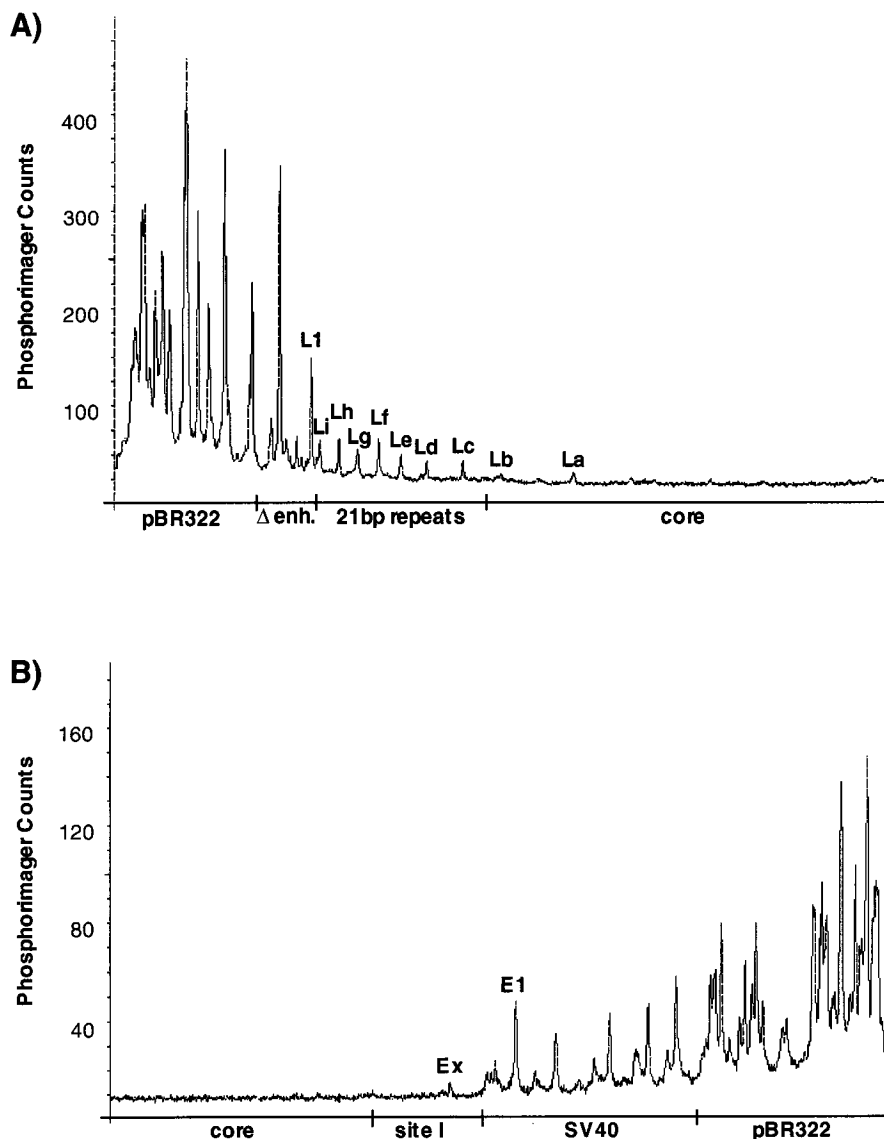 A)
Phosphorimager Counts
400
300
200
100
L1
Li
Lh
Lg
Lf
Le
Ld
Lc
Lb
La
pBR322
Δ enh.
21bp repeats
core
B)
Phosphorimager Counts
160
120
80
40
Ex
E1
core
site I
SV40
pBR322